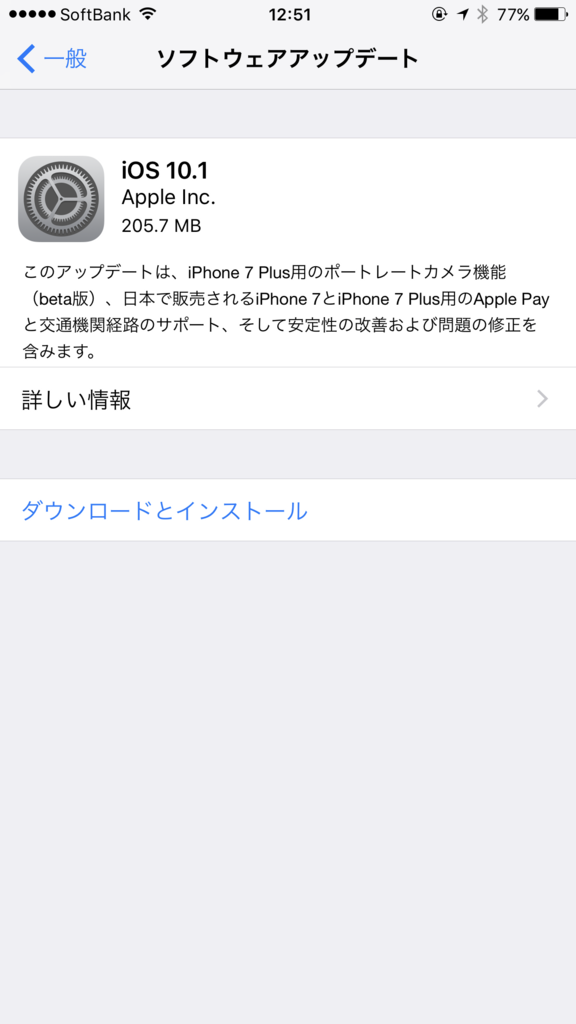 SoftBank 12:51 77%
一般 ソフトウェアアップデート
iOS 10.1
Apple Inc.
205.7 MB
このアップデートは、iPhone 7 Plus用のポートレートカメラ機能
（beta版）、日本で販売されるiPhone 7とiPhone 7 Plus用のApple Pay
と交通機関経路のサポート、そして安定性の改善および問題の修正を
含みます。
詳しい情報
ダウンロードとインストール